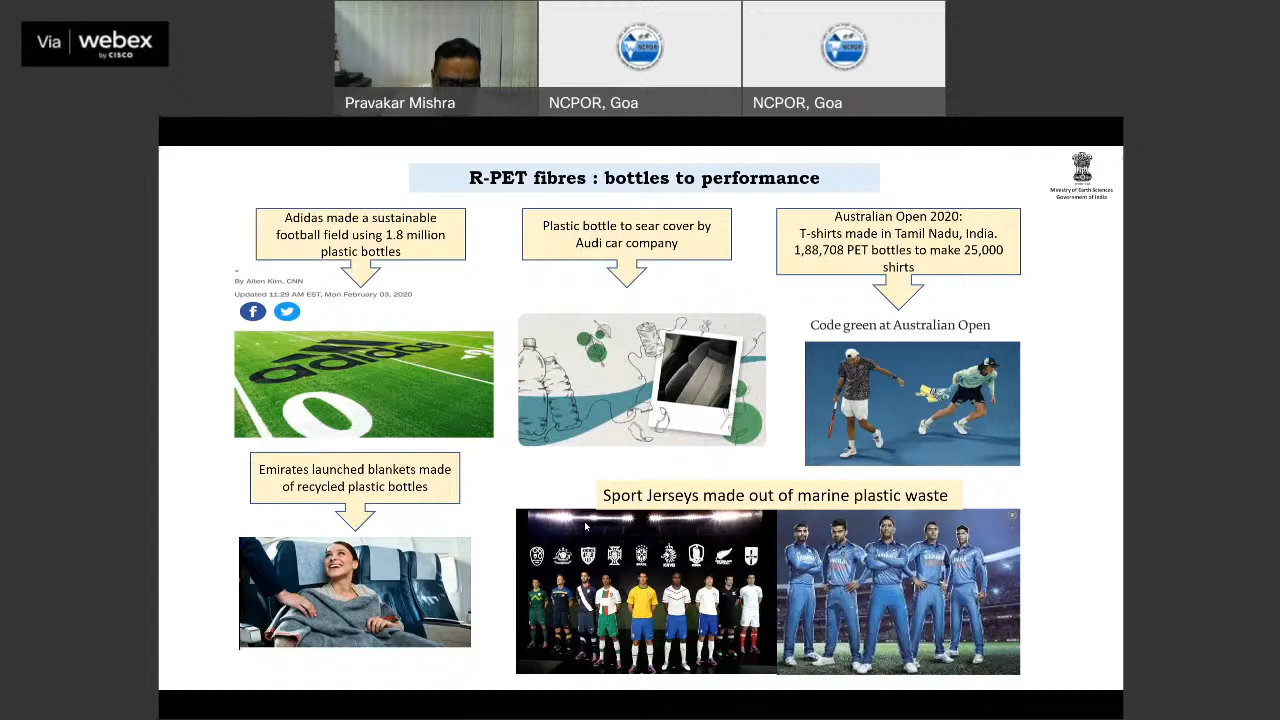 Via webex
by CISCO
Pravakar Mishra
NCPOR, Goa
NCPOR, Goa
R-PET fibres : bottles to performance
Ministry of Earth Sciences
Government of India
Adidas made a sustainable
football field using 1.8 million
plastic bottles
Plastic bottle to sear cover by
Audi car company
Australian Open 2020:
T-shirts made in Tamil Nadu, India.
1,88,708 PET bottles to make 25,000
shirts
By Allen Kim, CNN
Updated 11:29 AM EST, Mon February 03, 2020
Code green at Australian Open
adidas
0
Emirates launched blankets made
of recycled plastic bottles
Sport Jerseys made out of marine plastic waste